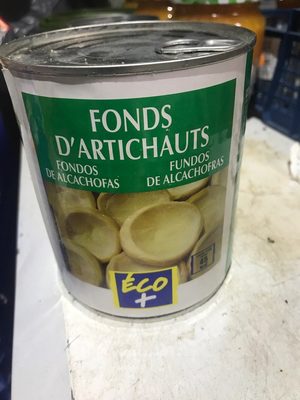 FONDS
D'ARTICHAUTS
FONDOS
DE ALCACHOFAS
FUNDOS
DE ALCACHOFRAS
ÉCO
+